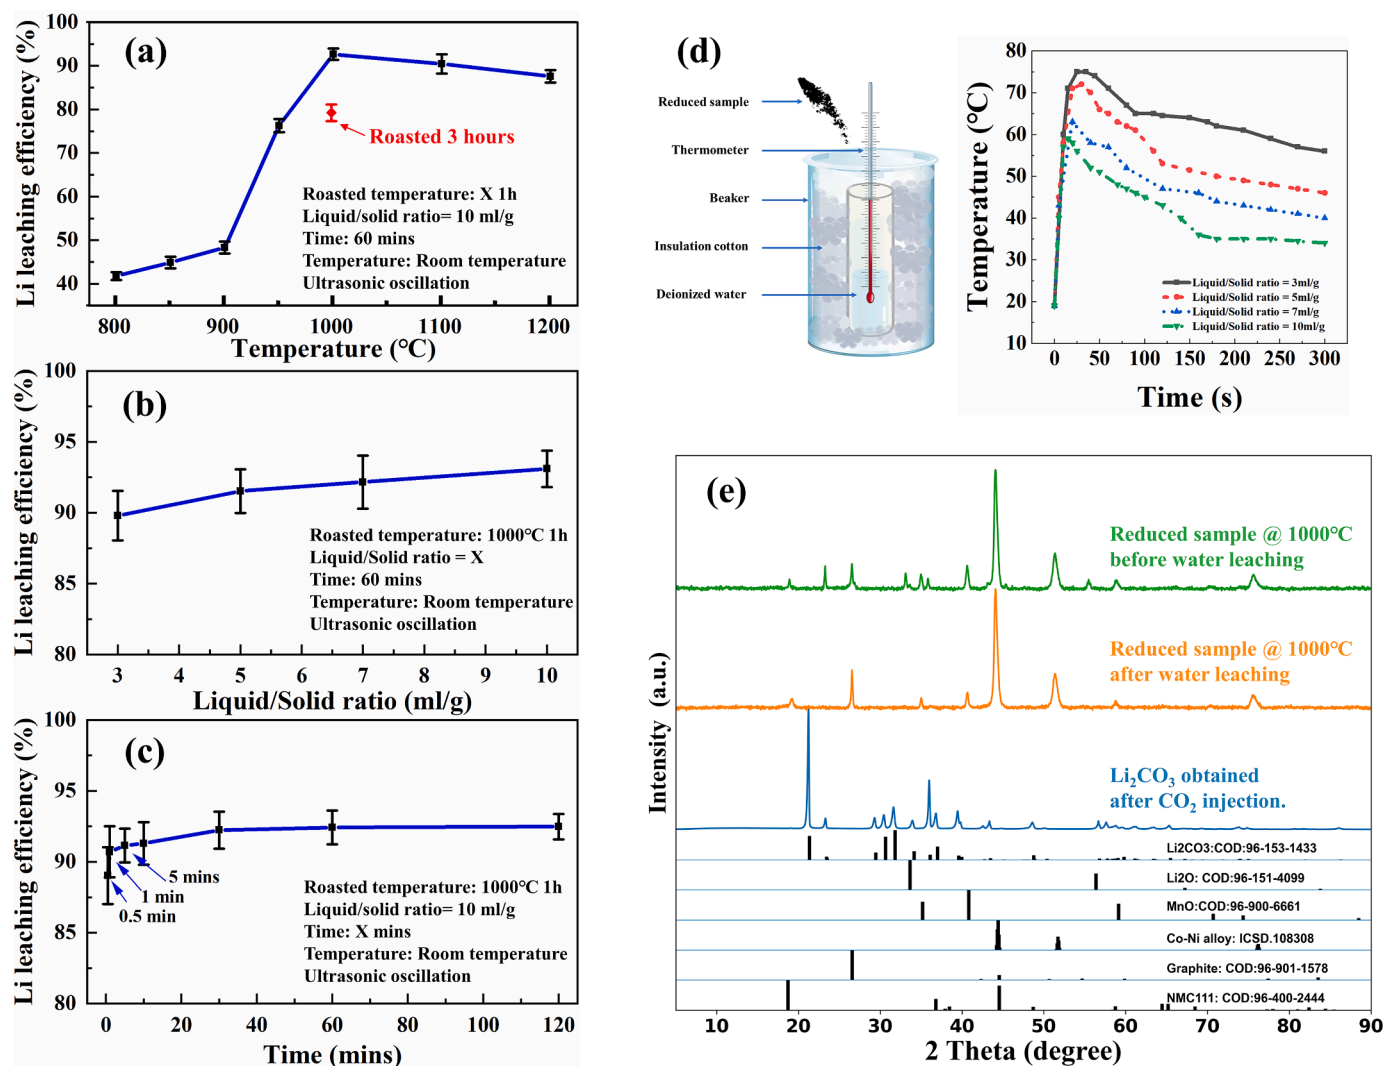 (a)
Li leaching efficiency (%)
100
90
80
70
60
50
40
Roasted 3 hours
Roasted temperature: X 1h
Liquid/solid ratio= 10 ml/g
Time: 60 mins
Temperature: Room temperature
Ultrasonic oscillation
800 900 1000 1100 1200
Temperature (℃)
(b)
Li leaching efficiency (%)
100
95
90
85
80
Roasted temperature: 1000℃ 1h
Liquid/Solid ratio = X
Time: 60 mins
Temperature: Room temperature
Ultrasonic oscillation
3 4 5 6 7 8 9 10
Liquid/Solid ratio (ml/g)
(c)
Li leaching efficiency (%)
100
95
90
85
80
5 mins
1 min
0.5 min
Roasted temperature: 1000℃ 1h
Liquid/solid ratio= 10 ml/g
Time: X mins
Temperature: Room temperature
Ultrasonic oscillation
0 20 40 60 80 100 120
Time (mins)
(d)
Reduced sample
Thermometer
Beaker
Insulation cotton
Deionized water
Temperature (℃)
80
70
60
50
40
30
20
10
Liquid/Solid ratio = 3ml/g
Liquid/Solid ratio = 5ml/g
Liquid/Solid ratio = 7ml/g
Liquid/Solid ratio = 10ml/g
0 50 100 150 200 250 300
Time (s)
(e)
Intensity (a.u.)
Reduced sample @ 1000℃
before water leaching
Reduced sample @ 1000℃
after water leaching
Li₂CO₃ obtained
after CO₂ injection.
Li2CO3:COD:96-153-1433
Li2O: COD:96-151-4099
MnO:COD:96-900-6661
Co-Ni alloy: ICSD.108308
Graphite: COD:96-901-1578
NMC111: COD:96-400-2444
10 20 30 40 50 60 70 80 90
2 Theta (degree)